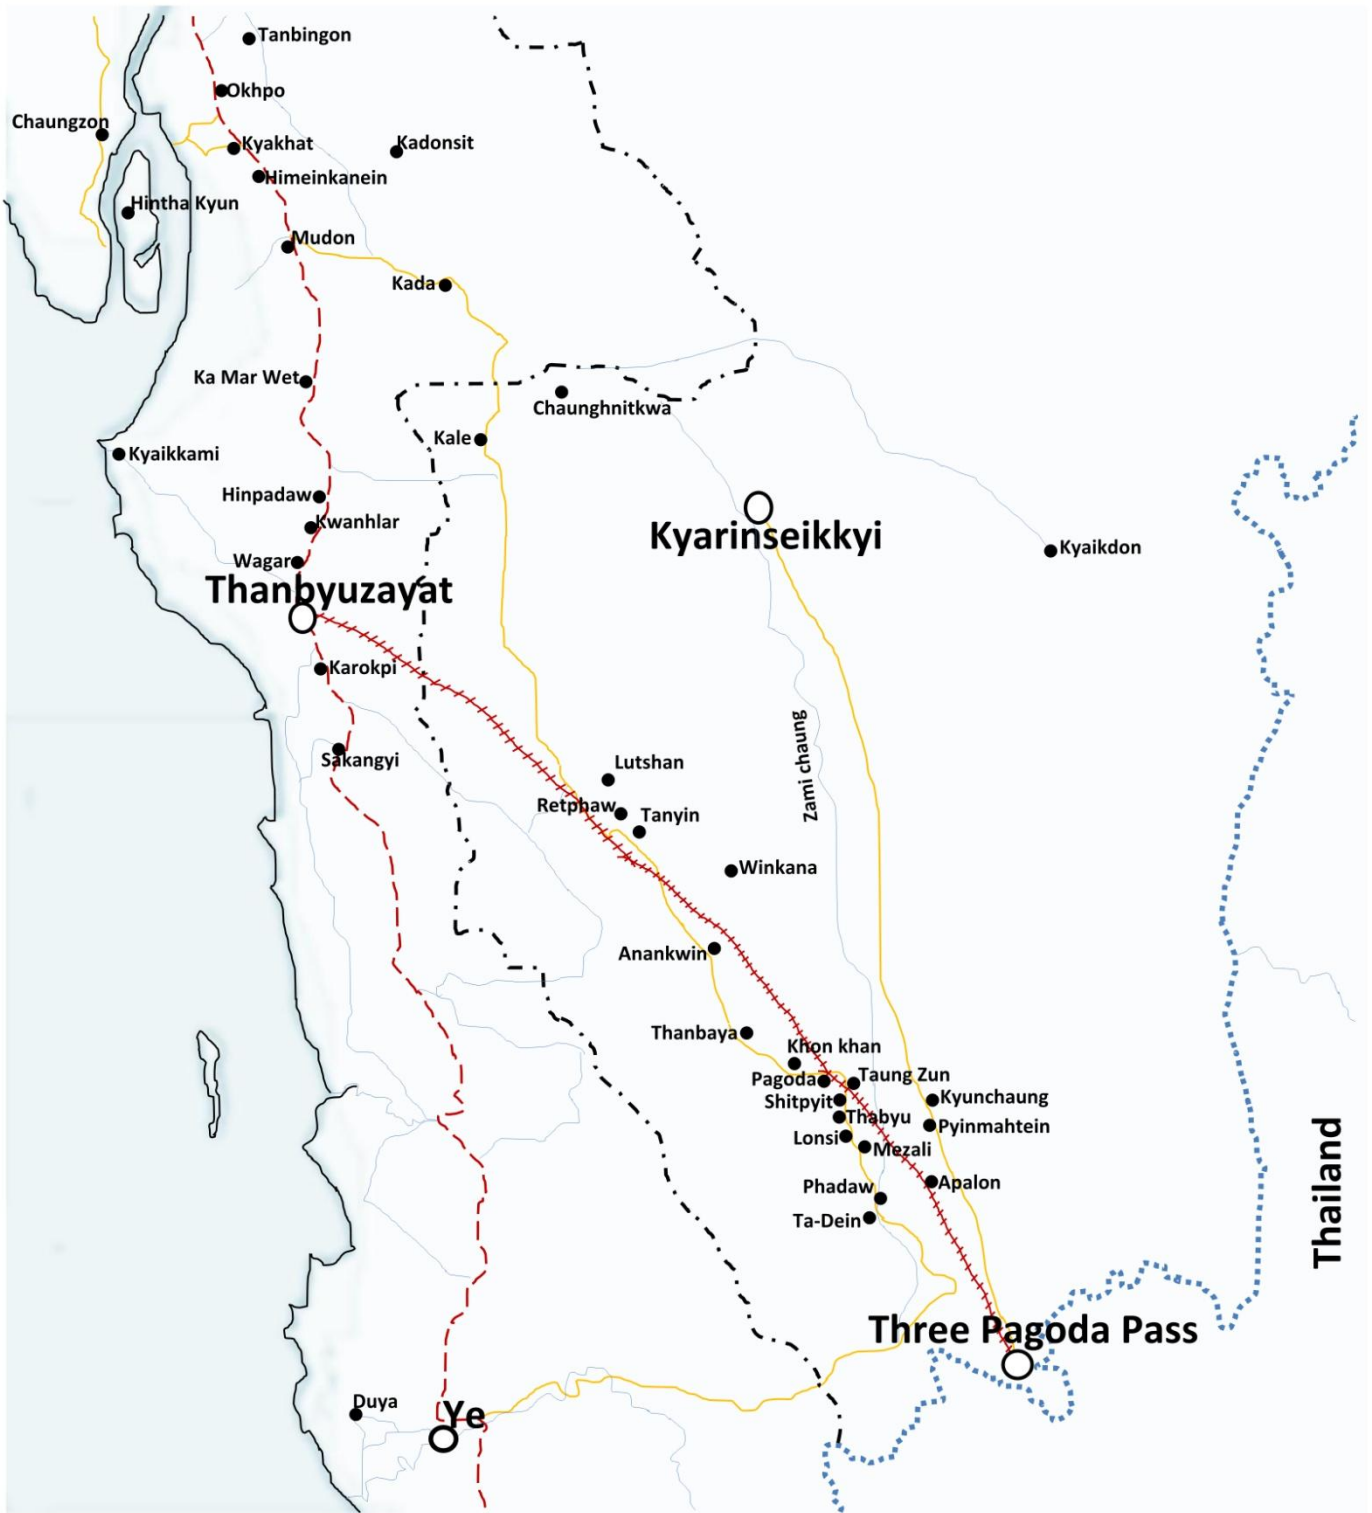 Tanbingon
Okhpo
Chaungzon
Kyakhat
Kadonsit
Himeinkanein
Hintha Kyun
Mudon
Kada
Ka Mar Wet
Chaunghnitkwa
Kale
Kyaikkami
Hinpadaw
Kwanhlar
Kyarinseikkyi
Kyaikdon
Wagar
Thanbyuzayat
Karokpi
Sakangyi
Zami chaung
Lutshan
Retphaw
Tanyin
Winkana
Anankwin
Thanbaya
Khon khan
Pagoda
Taung Zun
Shitpyit
Kyunchaung
Thabyu
Pyinmahtein
Lonsi
Mezali
Phadaw
Apalon
Ta-Dein
Thailand
Three Pagoda Pass
Duya
Ye